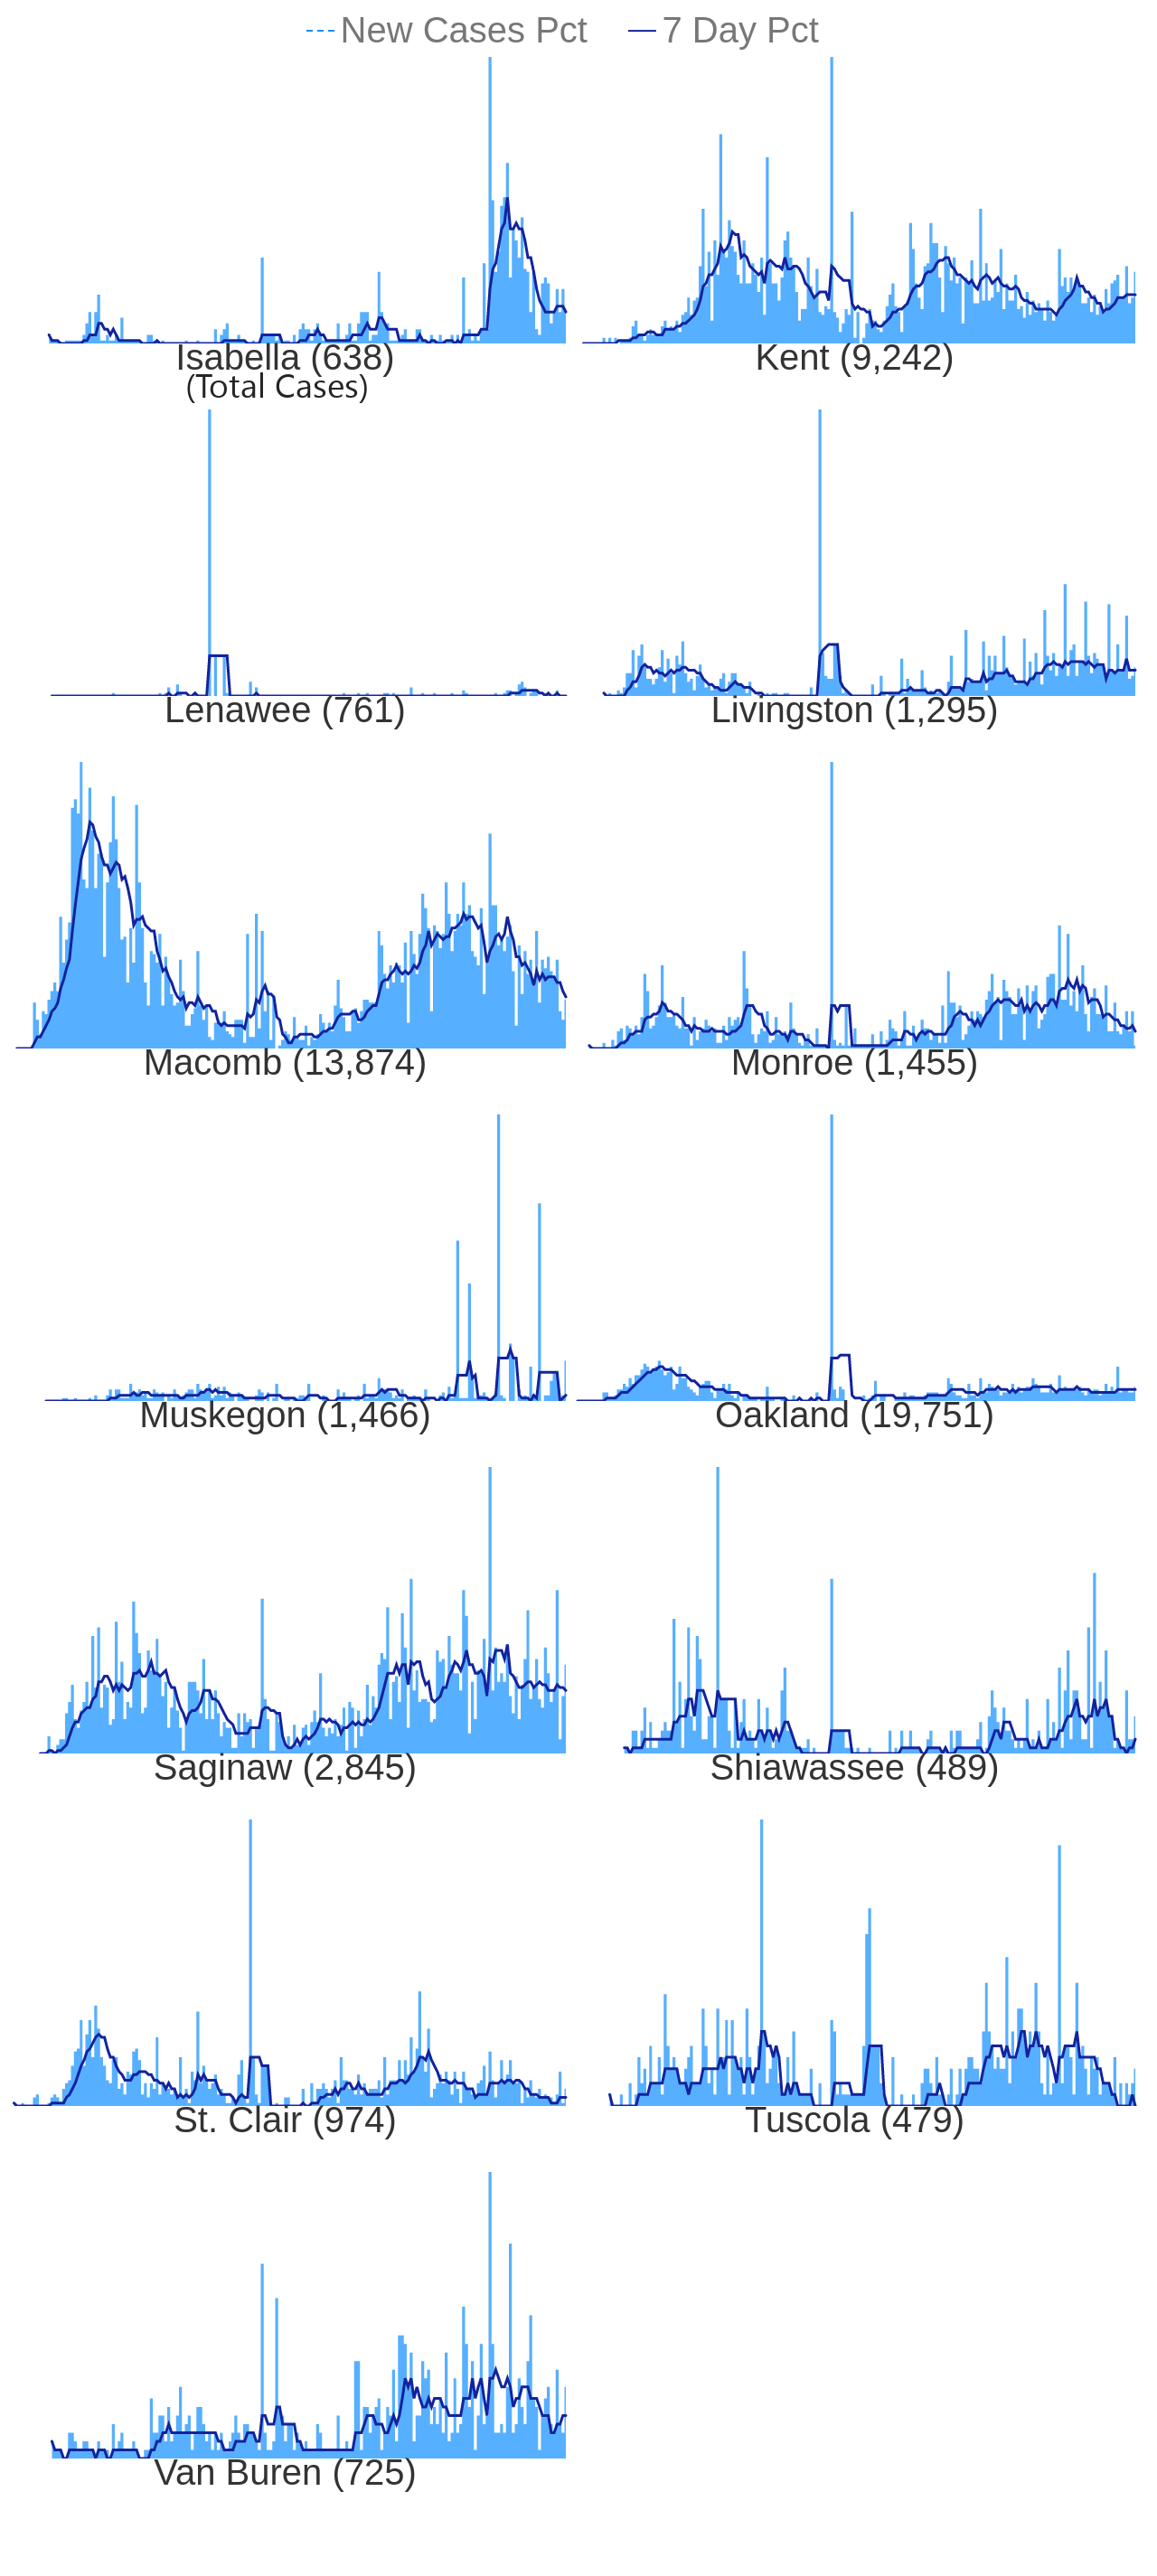 New Cases Pct 7 Day Pct
Isabella (638) Kent (9,242)
(Total Cases)
Lenawee (761) Livingston (1,295)
Macomb (13,874) Monroe (1,455)
Muskegon (1,466) Oakland (19,751)
Saginaw (2,845) Shiawassee (489)
St. Clair (974) Tuscola (479)
Van Buren (725)